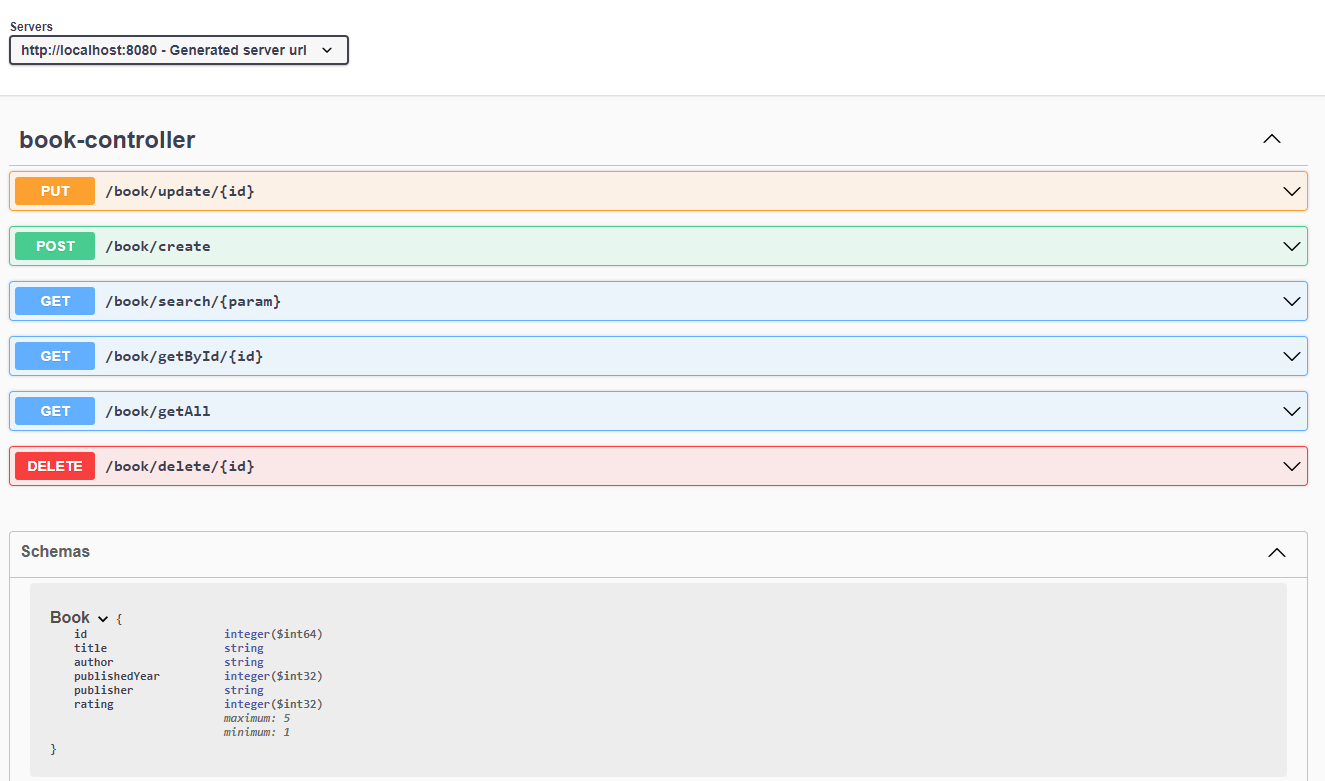 Servers
http://localhost:8080 - Generated server url
book-controller
PUT /book/update/{id}
POST /book/create
GET /book/search/{param}
GET /book/getById/{id}
GET /book/getAll
DELETE /book/delete/{id}
Schemas
Book {
id integer($int64)
title string
author string
publishedYear integer($int32)
publisher string
rating integer($int32)
maximum: 5
minimum: 1
}